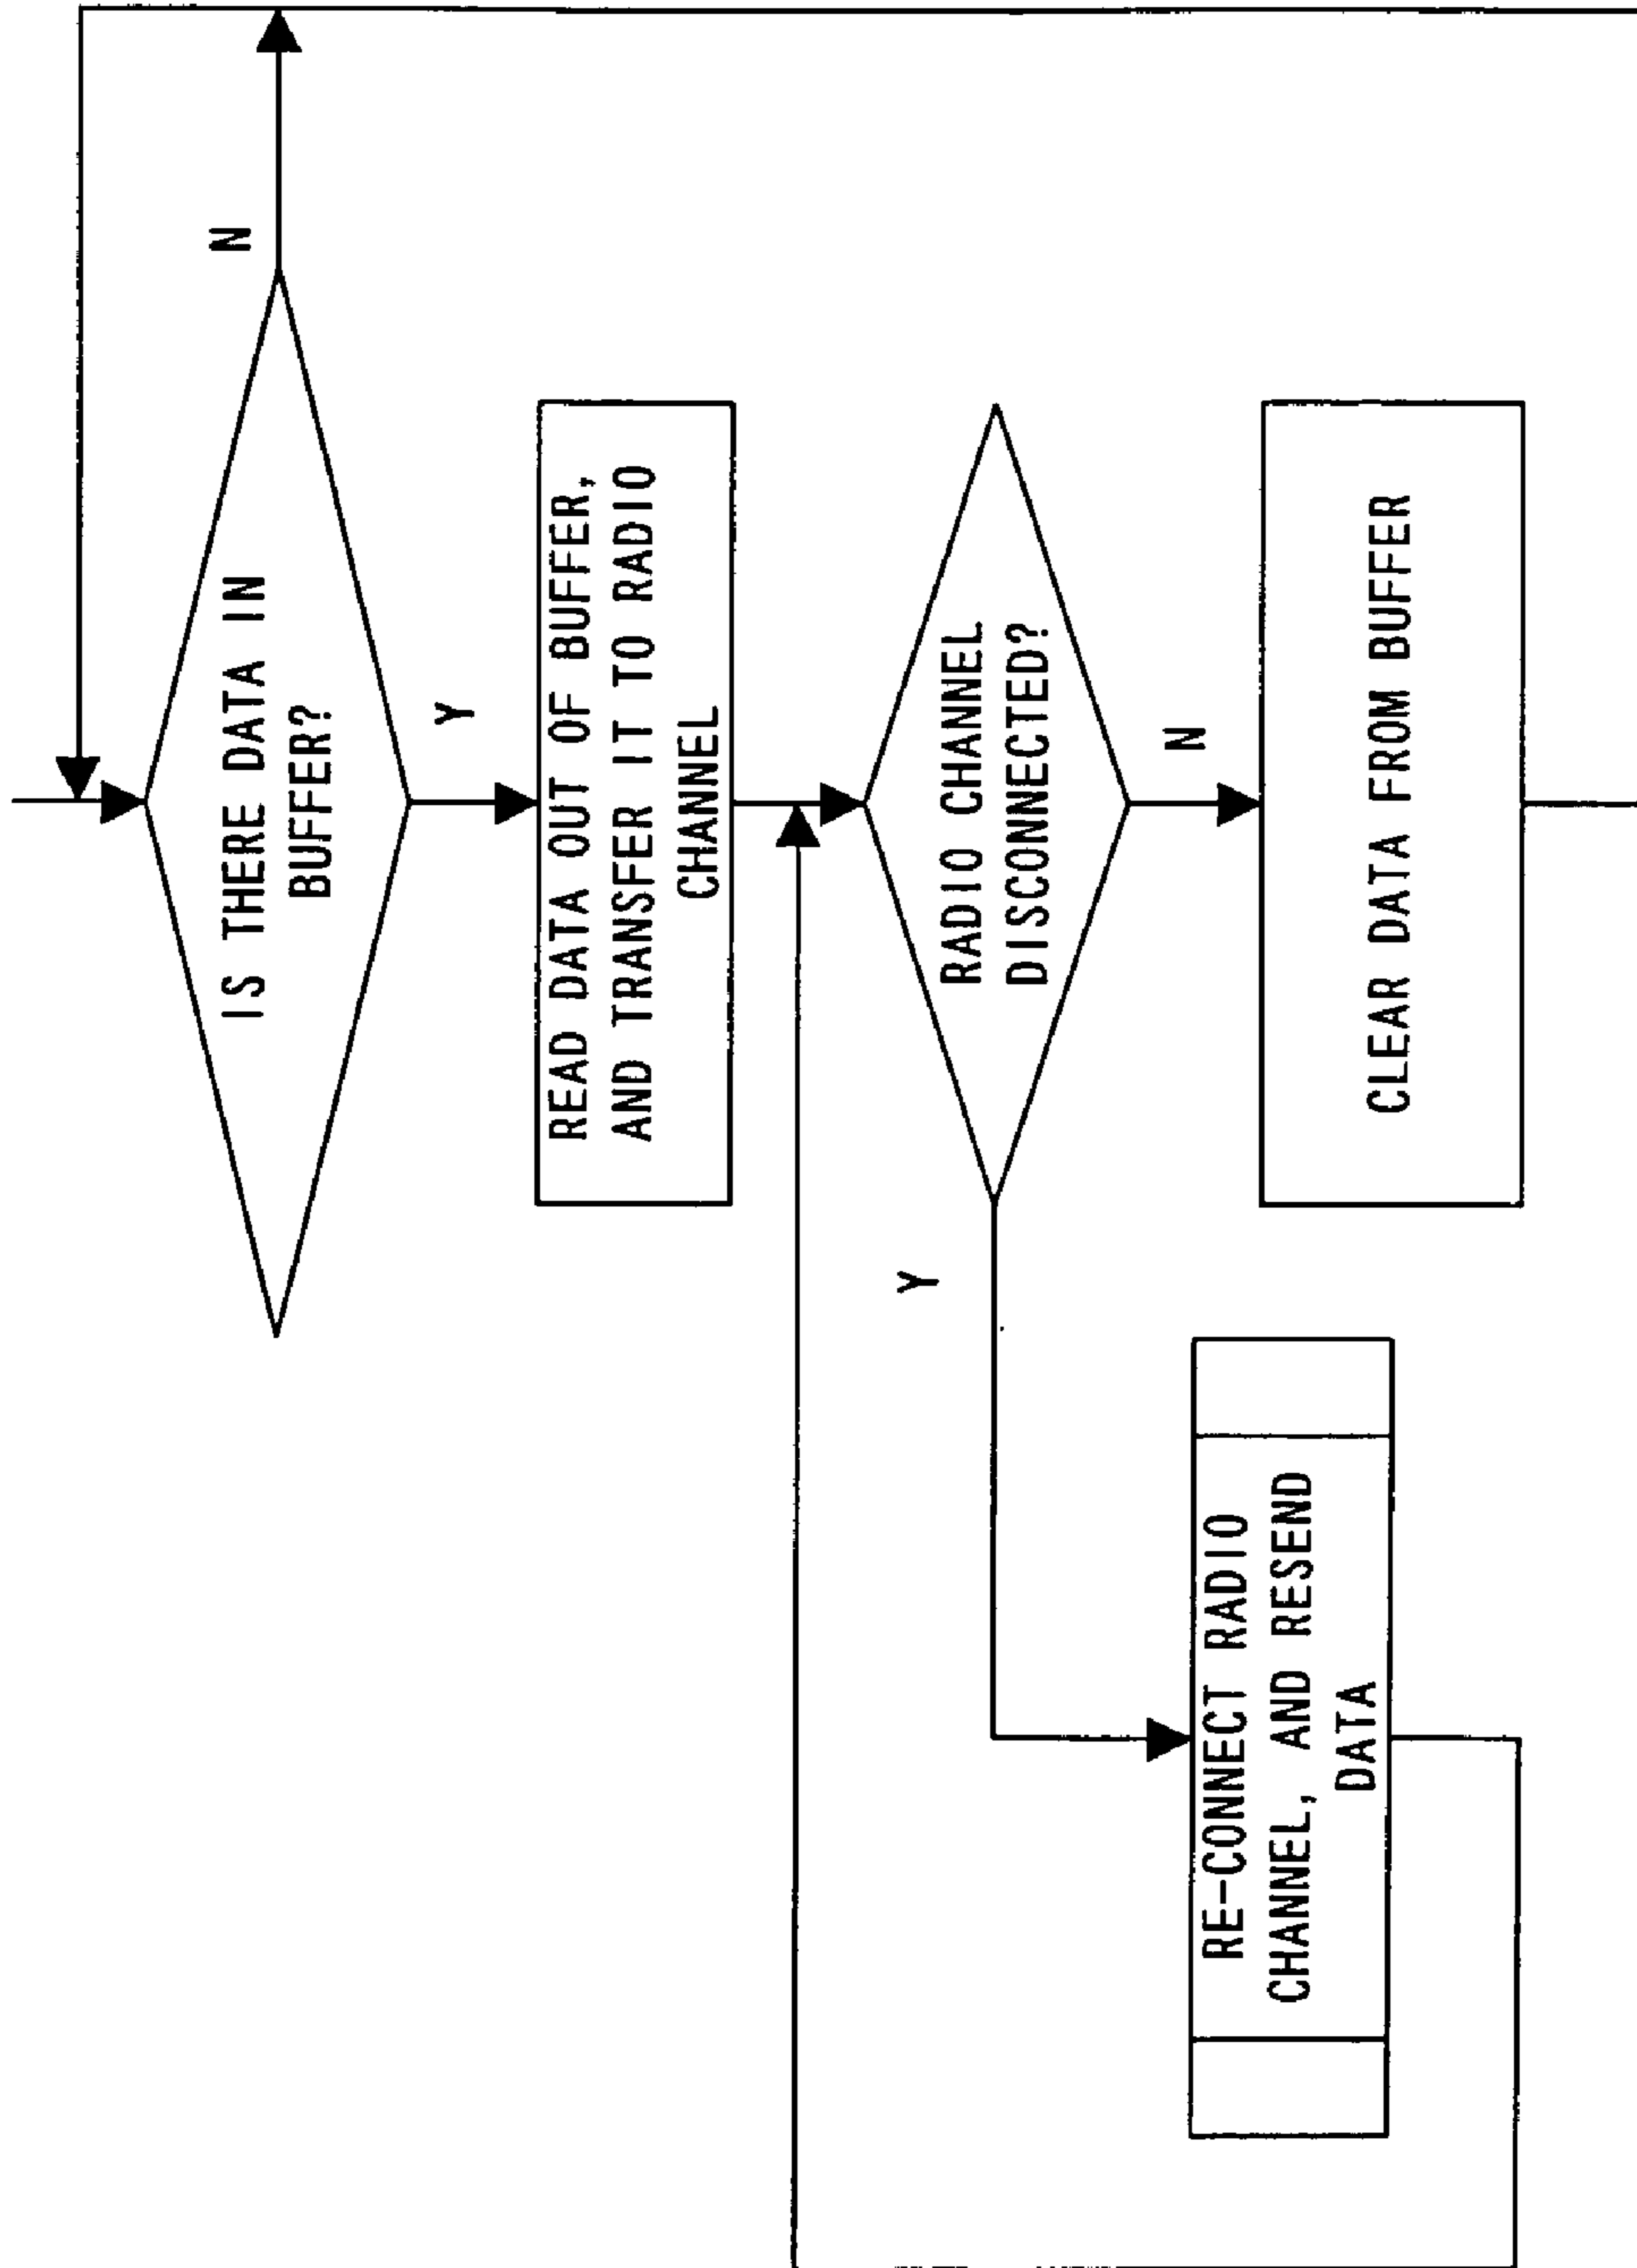 IS THERE DATA IN
BUFFER?
N
Y
READ DATA OUT OF BUFFER,
AND TRANSFER IT TO RADIO
CHANNEL
RADIO CHANNEL
DISCONNECTED?
Y
N
RE-CONNECT RADIO
CHANNEL, AND RESEND
DATA
CLEAR DATA FROM BUFFER